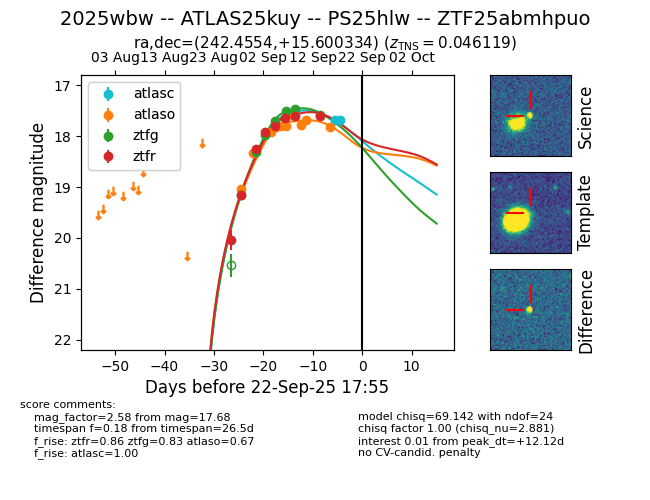 2025wbw -- ATLAS25kuy -- PS25hlw -- ZTF25abmhpuo
ra,dec=(242.4554,+15.600334) (z_TNS = 0.046119)
03 Aug 13 Aug 23 Aug 02 Sep 12 Sep 22 Sep 02 Oct
atlasc
atlaso
ztfg
ztfr
17
18
19
20
21
22
Difference magnitude
−50 −40 −30 −20 −10 0 10
Days before 22-Sep-25 17:55
Science
Template
Difference
score comments:
mag_factor=2.58 from mag=17.68
timespan f=0.18 from timespan=26.5d
f_rise: ztfr=0.86 ztfg=0.83 atlaso=0.67
f_rise: atlasc=1.00
model chisq=69.142 with ndof=24
chisq factor 1.00 (chisq_nu=2.881)
interest 0.01 from peak_dt=+12.12d
no CV-candid. penalty